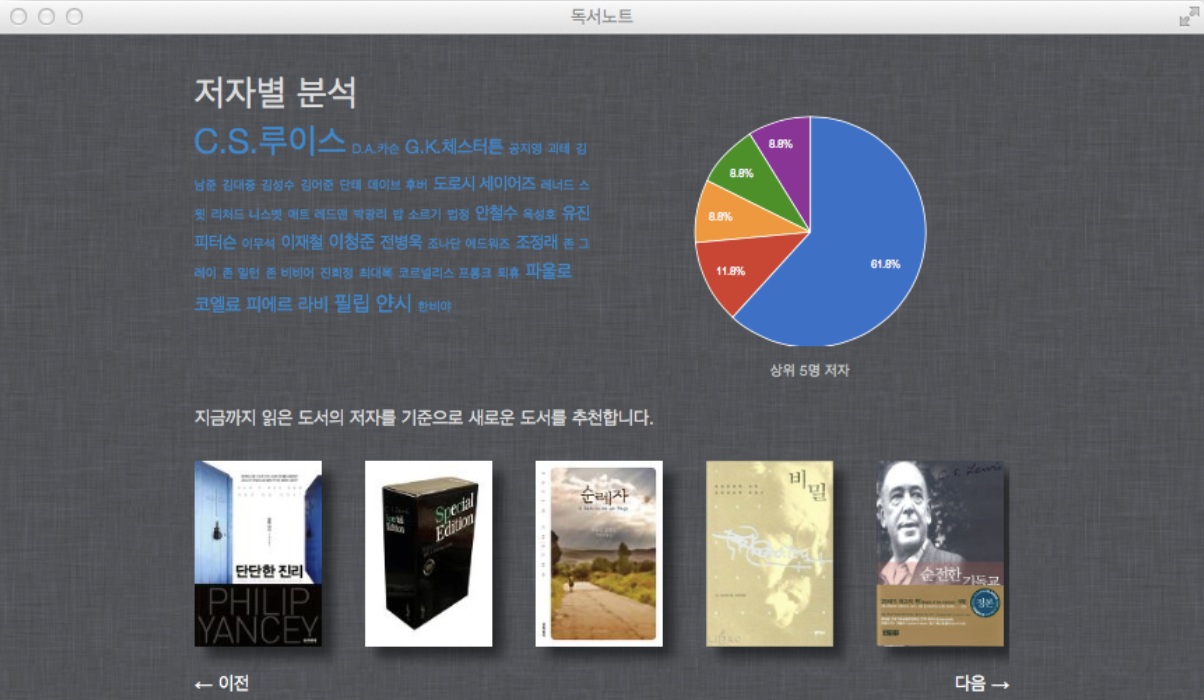 독서노트
저자별 분석
C.S.루이스 D.A.카슨 G.K.체스터튼 공지영 괴테 김
남준 김대중 김성수 김어준 단테 데이브 후버 도로시 세이어즈 레너드 스
윗 리처드 니스벳 매트 레드맨 박광리 밥 소르기 법정 안철수 옥성호 유진
피터슨 이무석 이재철 이청준 전병욱 조나단 에드워즈 조정래 존 그
레이 존 밀턴 존 비비어 진희정 최대복 코르넬리스 프롱크 퇴휴 파울로
코엘료 피에르 라비 필립 얀시 한비야
8.8%
8.8%
8.8%
11.8%
61.8%
상위 5명 저자
지금까지 읽은 도서의 저자를 기준으로 새로운 도서를 추천합니다.
단단한 진리
PHILIP
YANCEY
Special
Edition
Special
Edition
순례자
비밀
LIBRO
C. S. Lewis
순전한
기독교
정본
← 이전
다음 →